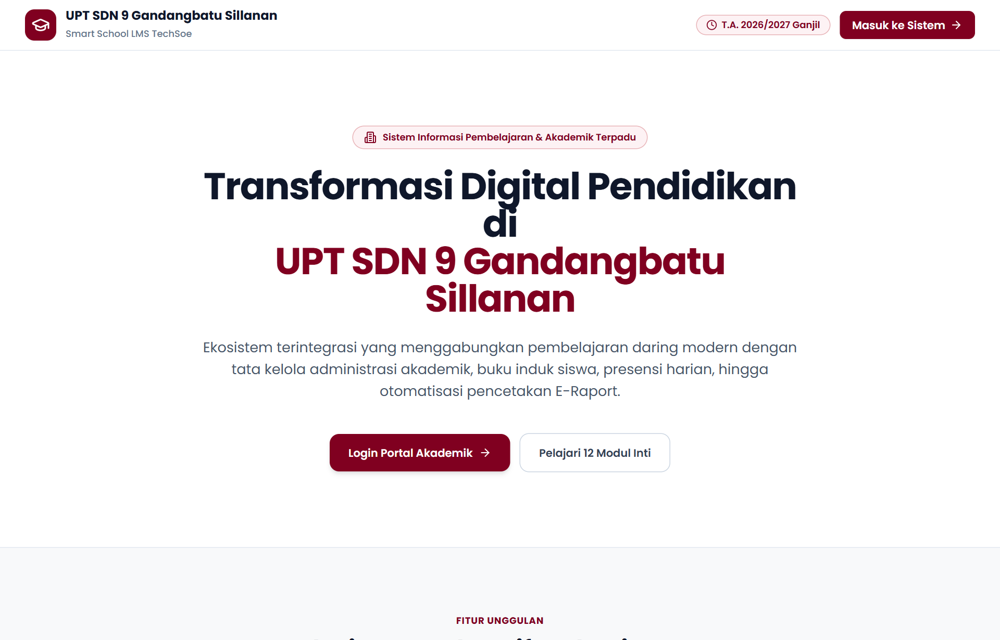 UPT SDN 9 Gandangbatu Sillanan
Smart School LMS TechSoe
T.A. 2026/2027 Ganjil
Masuk ke Sistem
Sistem Informasi Pembelajaran & Akademik Terpadu
Transformasi Digital Pendidikan
di
UPT SDN 9 Gandangbatu
Sillanan
Ekosistem terintegrasi yang menggabungkan pembelajaran daring modern dengan
tata kelola administrasi akademik, buku induk siswa, presensi harian, hingga
otomatisasi pencetakan E-Raport.
Login Portal Akademik
Pelajari 12 Modul Inti
FITUR UNGGULAN